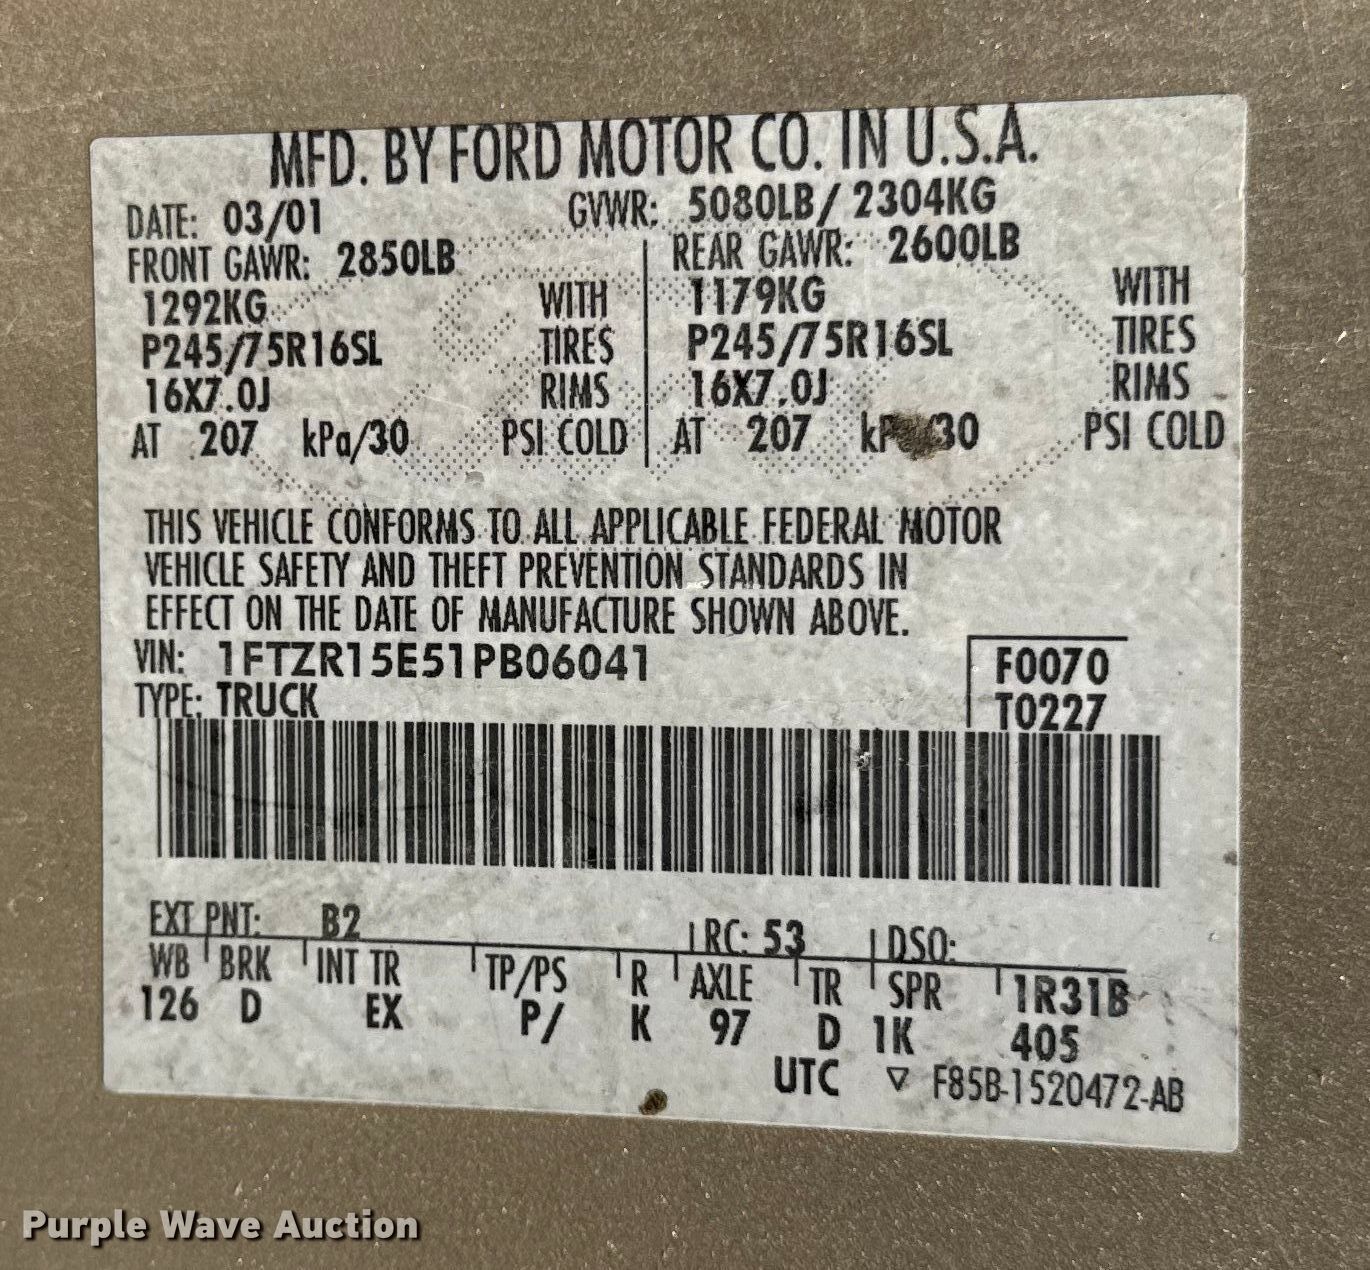 MFD. BY FORD MOTOR CO. IN U.S.A.
DATE: 03/01 GVWR: 5080LB/ 2304KG
FRONT GAWR: 2850LB REAR GAWR: 2600LB
1292KG WITH 1179KG WITH
P245/75R16SL TIRES P245/75R16SL TIRES
16X7.0J RIMS 16X7.0J RIMS
AT 207 kPa/30 PSI COLD AT 207 /30 PSI COLD
THIS VEHICLE CONFORMS TO ALL APPLICABLE FEDERAL MOTOR
VEHICLE SAFETY AND THEFT PREVENTION STANDARDS IN
EFFECT ON THE DATE OF MANUFACTURE SHOWN ABOVE.
VIN: 1FTZR15E51PB06041 F0070
TYPE: TRUCK T0227
EXT PNT: B2 RC: 53 DSO:
WB BRK INT TR TP/PS R AXLE TR SPR 1R31B
126 D EX P/ K 97 D 1K 405
UTC ▽ F85B-1520472-AB
Purple Wave Auction